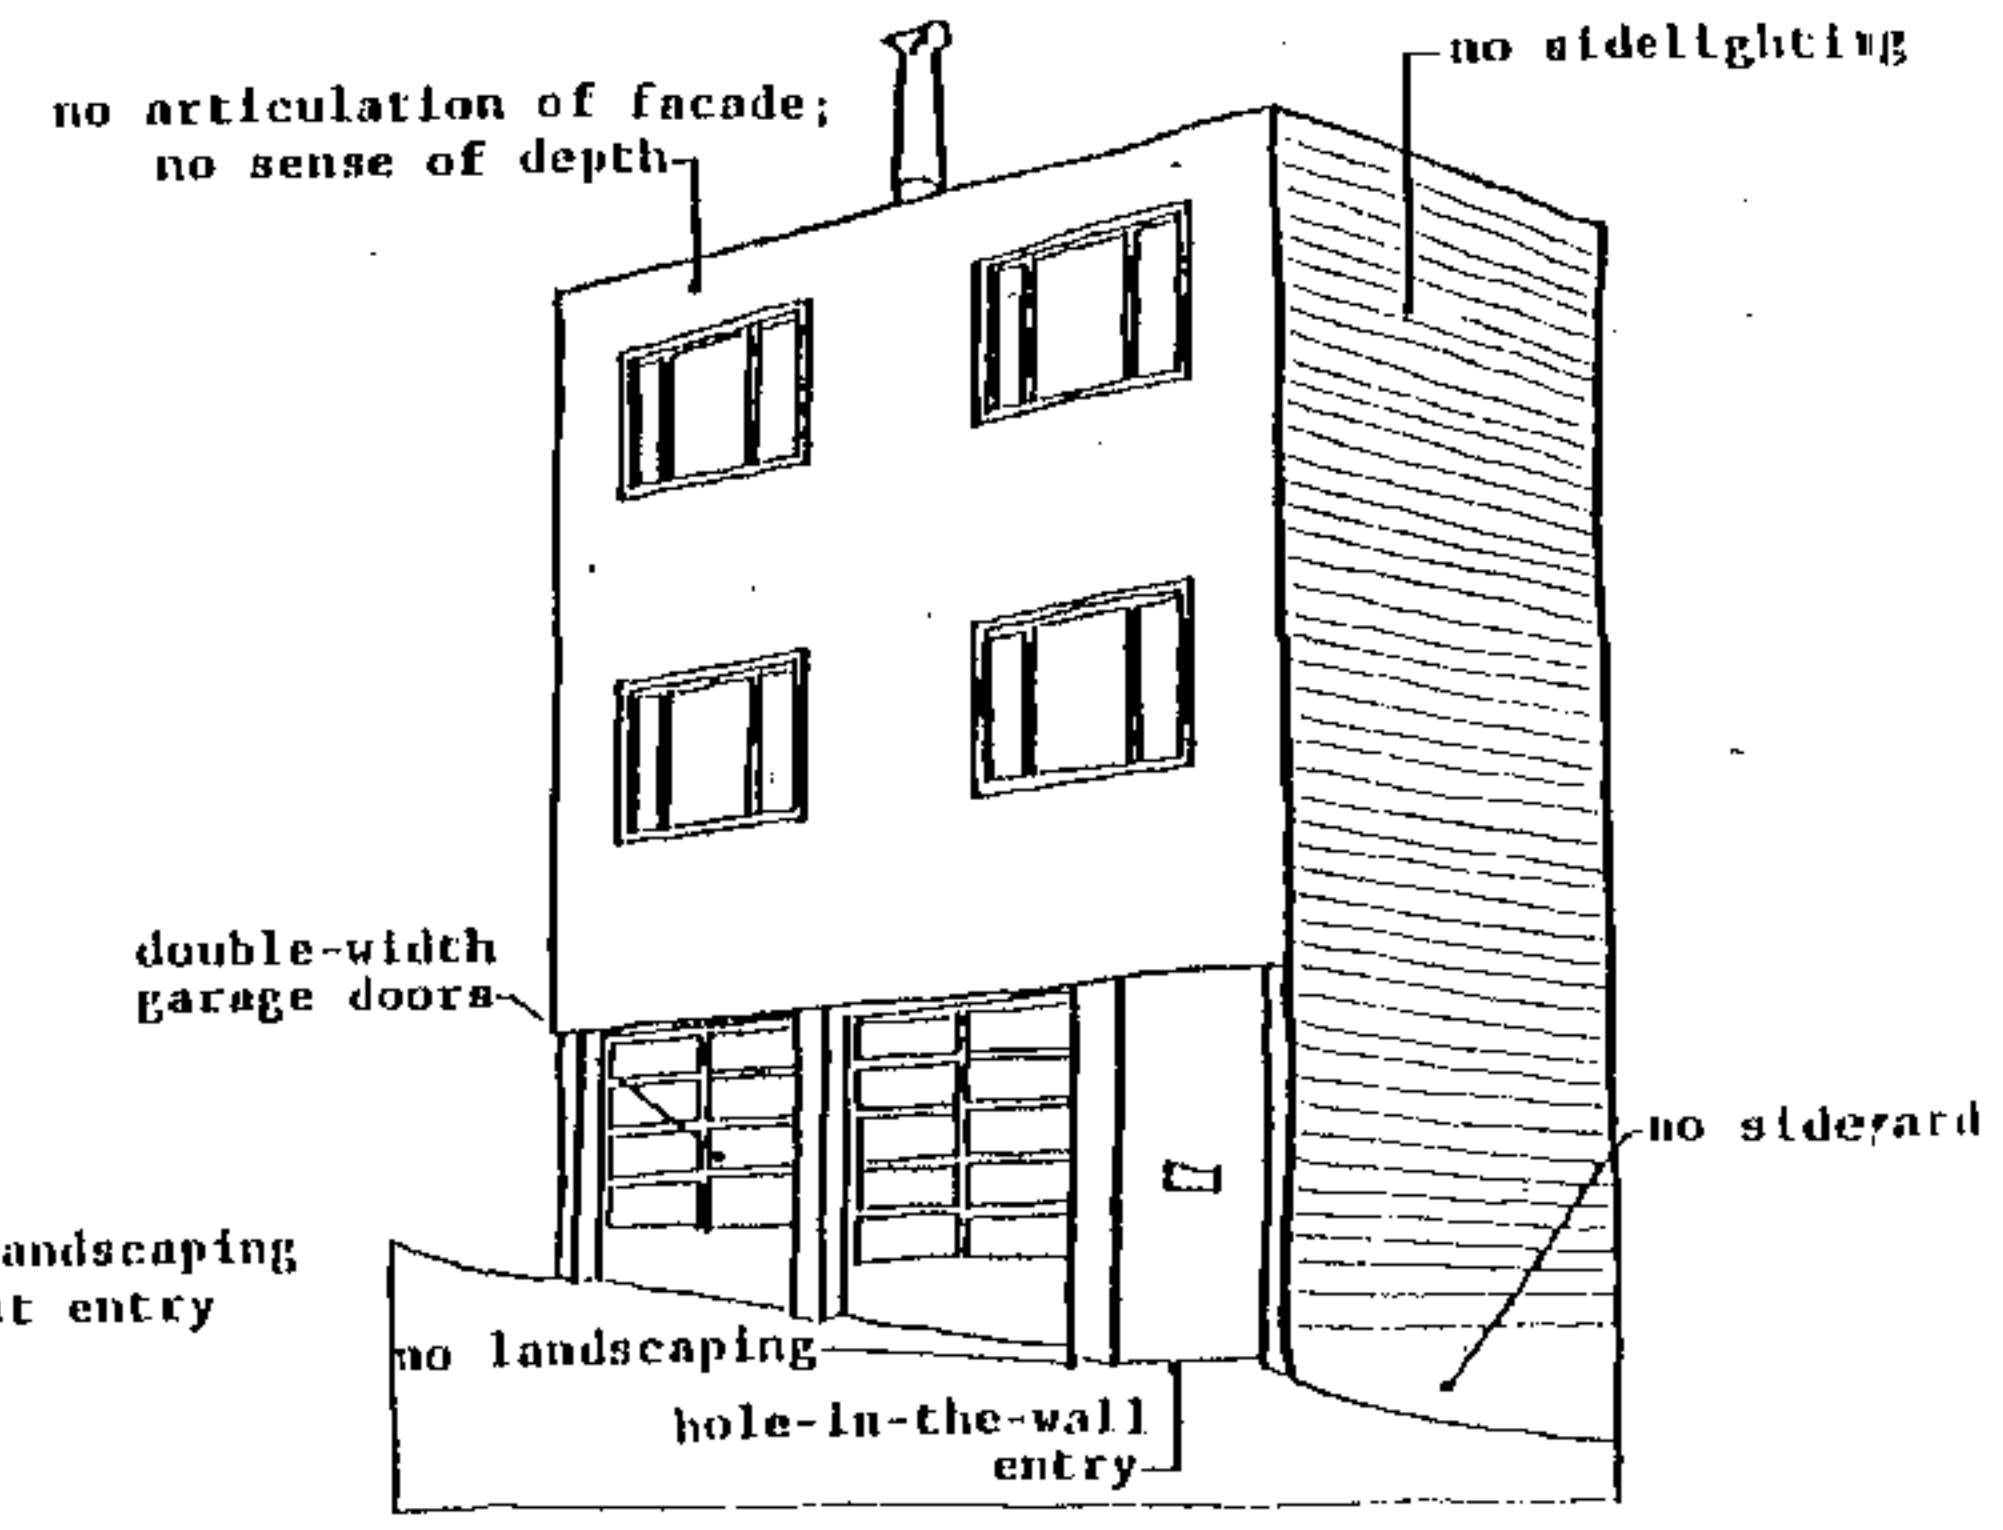 no sidelighting
no articulation of facade;
no sense of depth
double-width
garage doors
no sideyard
andscaping
t entry
no landscaping
hole-in-the-wall
entry